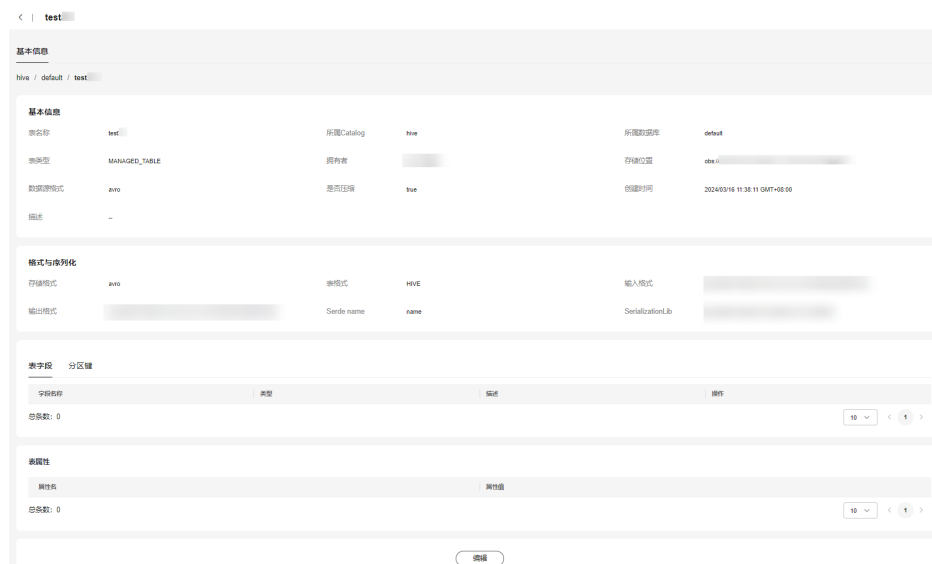 < | test
基本信息
hive / default / test
基本信息
表名称 test 所属Catalog hive 所属数据库 default
表类型 MANAGED_TABLE 拥有者 存储位置 obs://
数据源格式 avro 是否压缩 true 创建时间 2024/03/16 11:38:11 GMT+08:00
描述 --
格式与序列化
存储格式 avro 表格式 HIVE 输入格式
输出格式 Serde name name SerializationLib
表字段 分区键
字段名称 类型 描述 操作
总条数: 0 10 < 1 >
表属性
属性名 属性值
总条数: 0 10 < 1 >
编辑